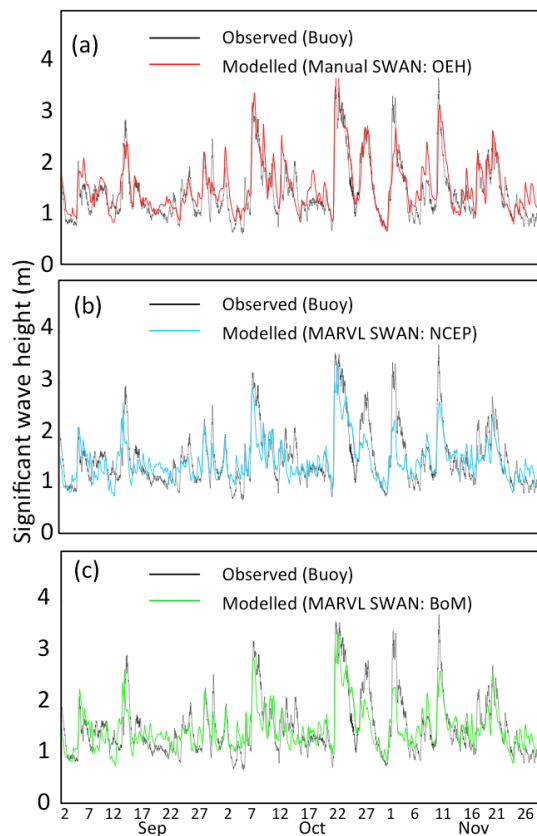 (a)
Observed (Buoy)
Modelled (Manual SWAN: OEH)
4
3
2
1
0
(b)
Observed (Buoy)
Modelled (MARVL SWAN: NCEP)
4
3
2
1
0
(c)
Observed (Buoy)
Modelled (MARVL SWAN: BoM)
4
3
2
1
0
Significant wave height (m)
2 7 12 17 22 27 2 7 12 17 22 27 1 6 11 16 21 26
Sep Oct Nov